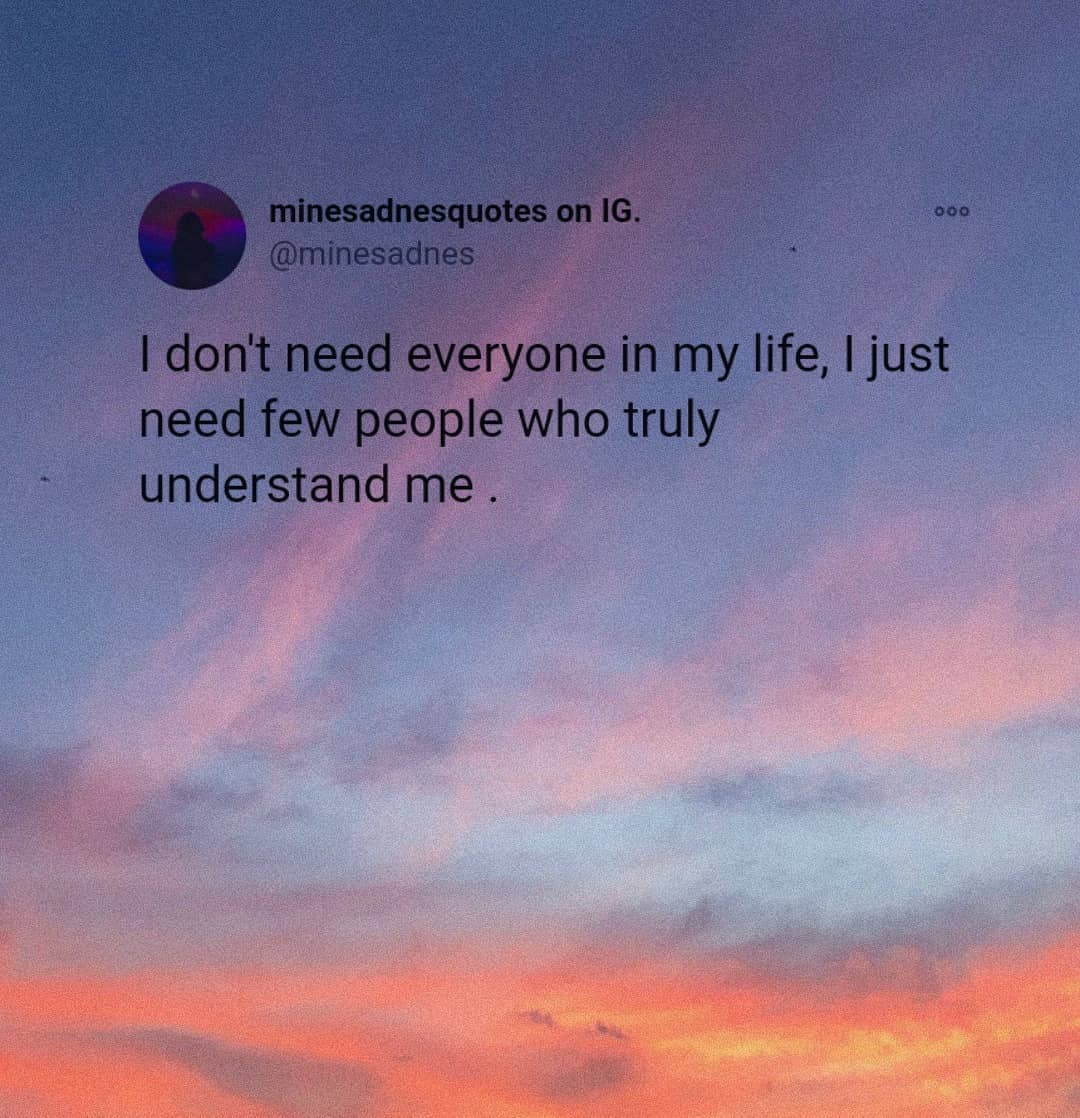 minesadnesquotes on IG.
@minesadnes
I don't need everyone in my life, I just
need few people who truly
understand me .